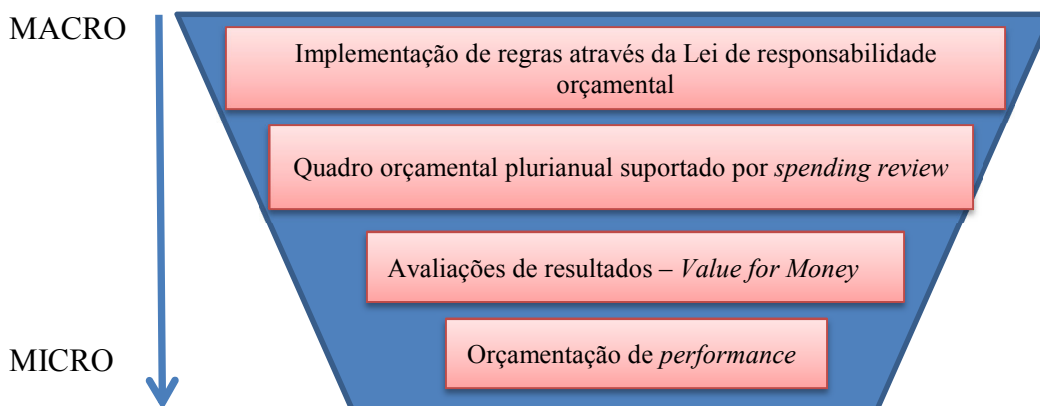 MACRO
Implementação de regras através da Lei de responsabilidade
orçamental
Quadro orçamental plurianual suportado por spending review
Avaliações de resultados – Value for Money
MICRO
Orçamentação de performance